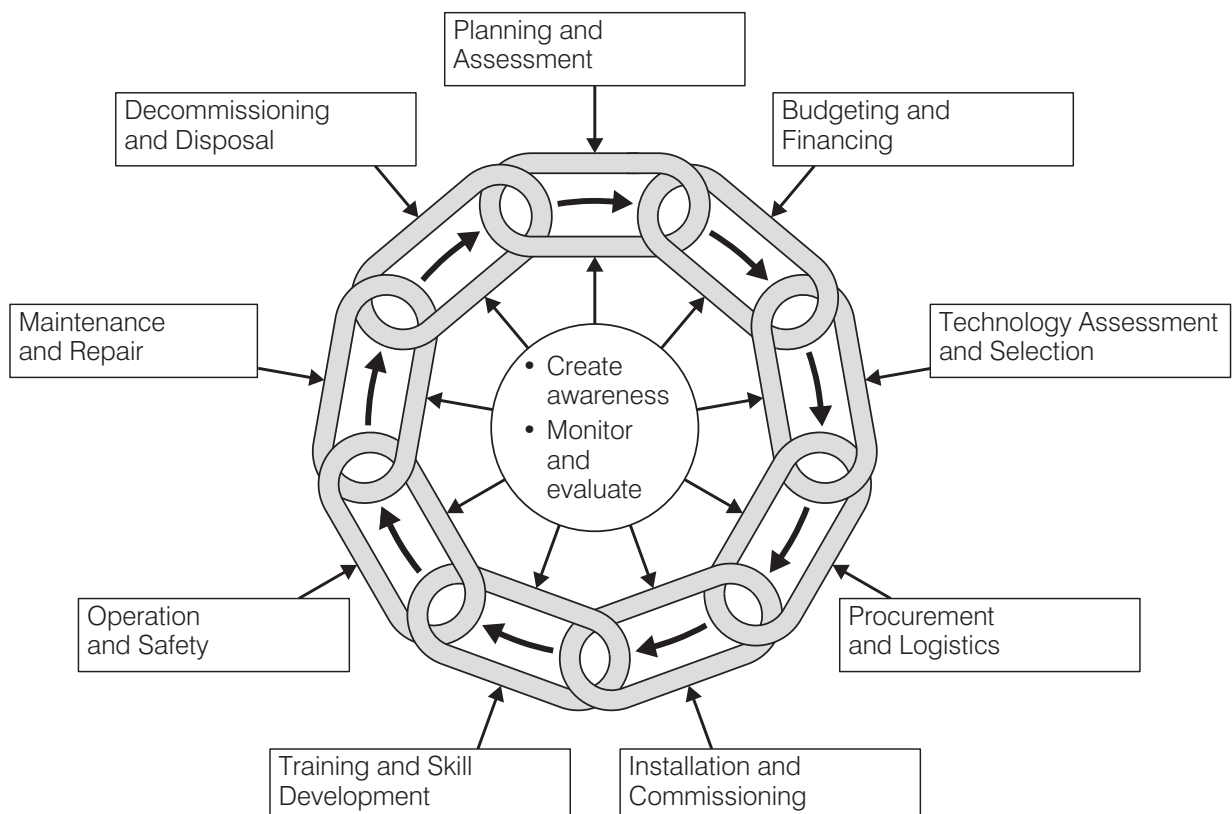 Planning and
Assessment
Decommissioning
and Disposal
Budgeting and
Financing
Maintenance
and Repair
Technology Assessment
and Selection
• Create
awareness
• Monitor
and
evaluate
Operation
and Safety
Procurement
and Logistics
Training and Skill
Development
Installation and
Commissioning